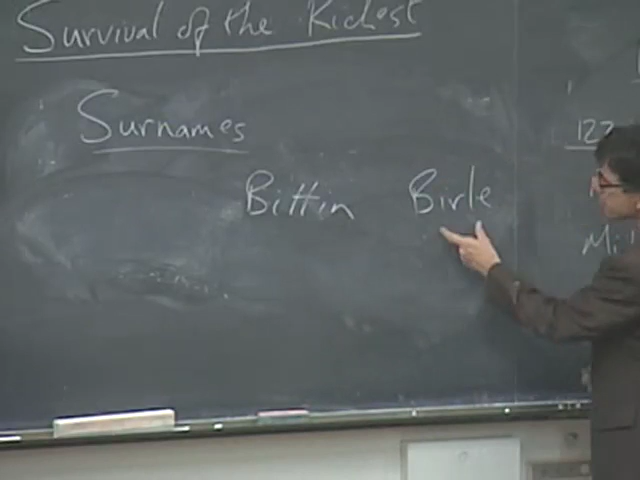 Survival of the Richest
Surnames
Bittin Birle